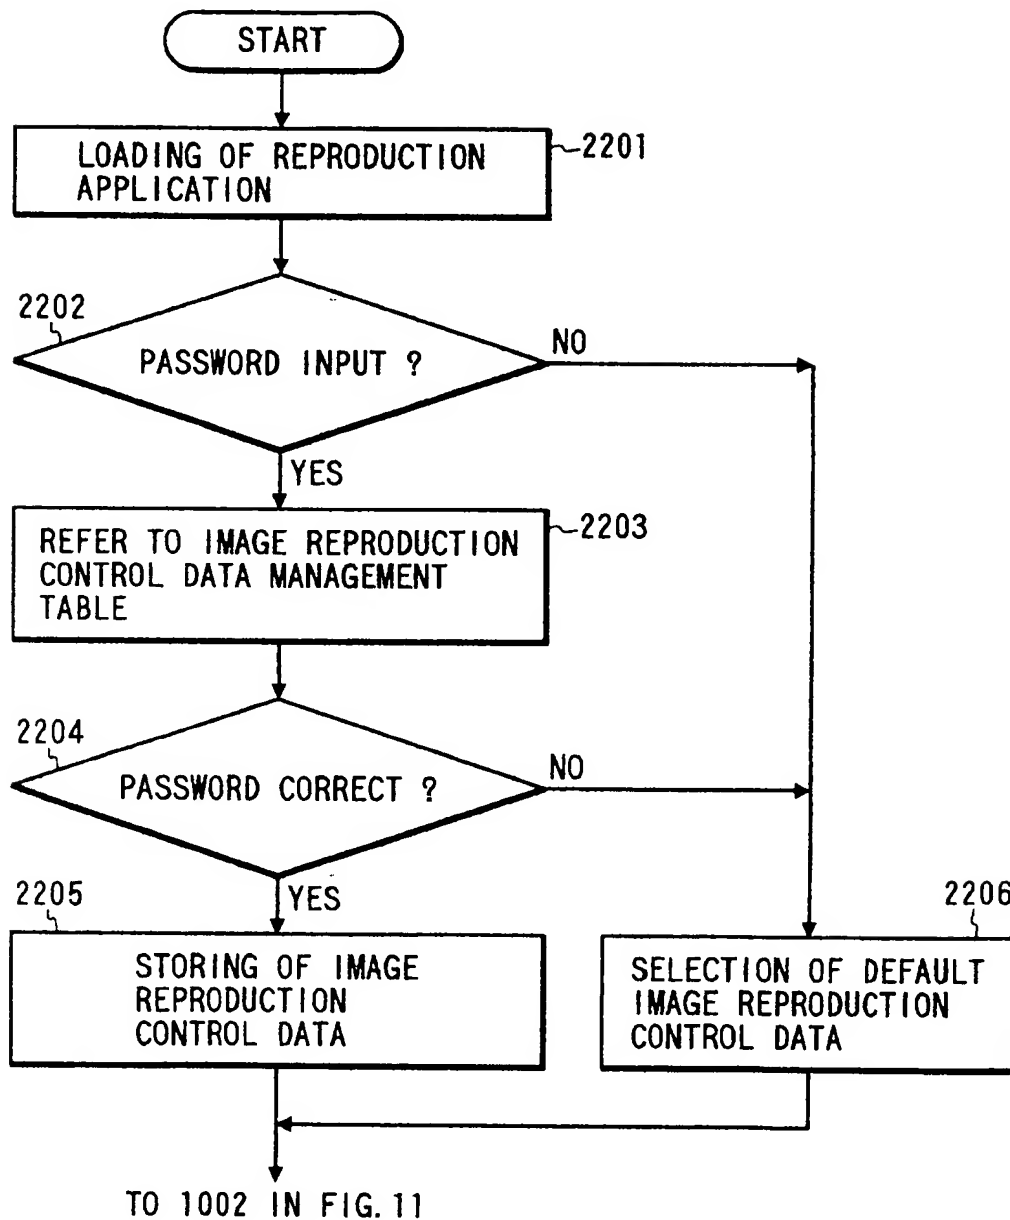 START
LOADING OF REPRODUCTION
APPLICATION
2201
2202
PASSWORD INPUT ?
NO
YES
REFER TO IMAGE REPRODUCTION
CONTROL DATA MANAGEMENT
TABLE
2203
2204
PASSWORD CORRECT ?
NO
YES
2205
STORING OF IMAGE
REPRODUCTION
CONTROL DATA
2206
SELECTION OF DEFAULT
IMAGE REPRODUCTION
CONTROL DATA
TO 1002 IN FIG. 11